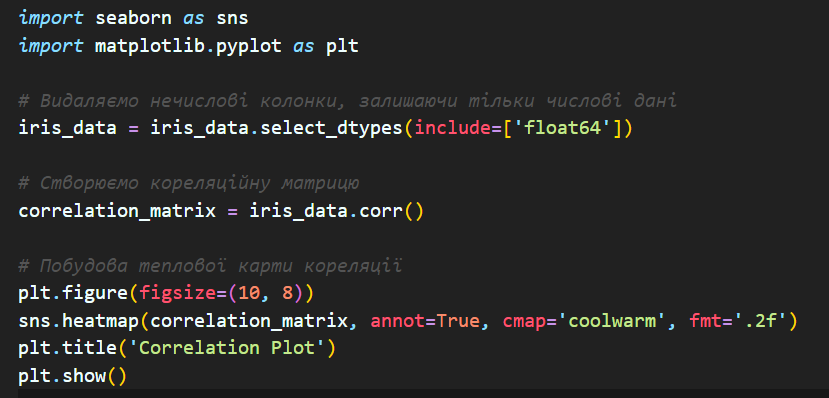 import seaborn as sns
import matplotlib.pyplot as plt
# Видаляємо нечислові колонки, залишаючи тільки числові дані
iris_data = iris_data.select_dtypes(include=['float64'])
# Створюємо кореляційну матрицю
correlation_matrix = iris_data.corr()
# Побудова теплової карти кореляції
plt.figure(figsize=(10, 8))
sns.heatmap(correlation_matrix, annot=True, cmap='coolwarm', fmt='.2f')
plt.title('Correlation Plot')
plt.show()